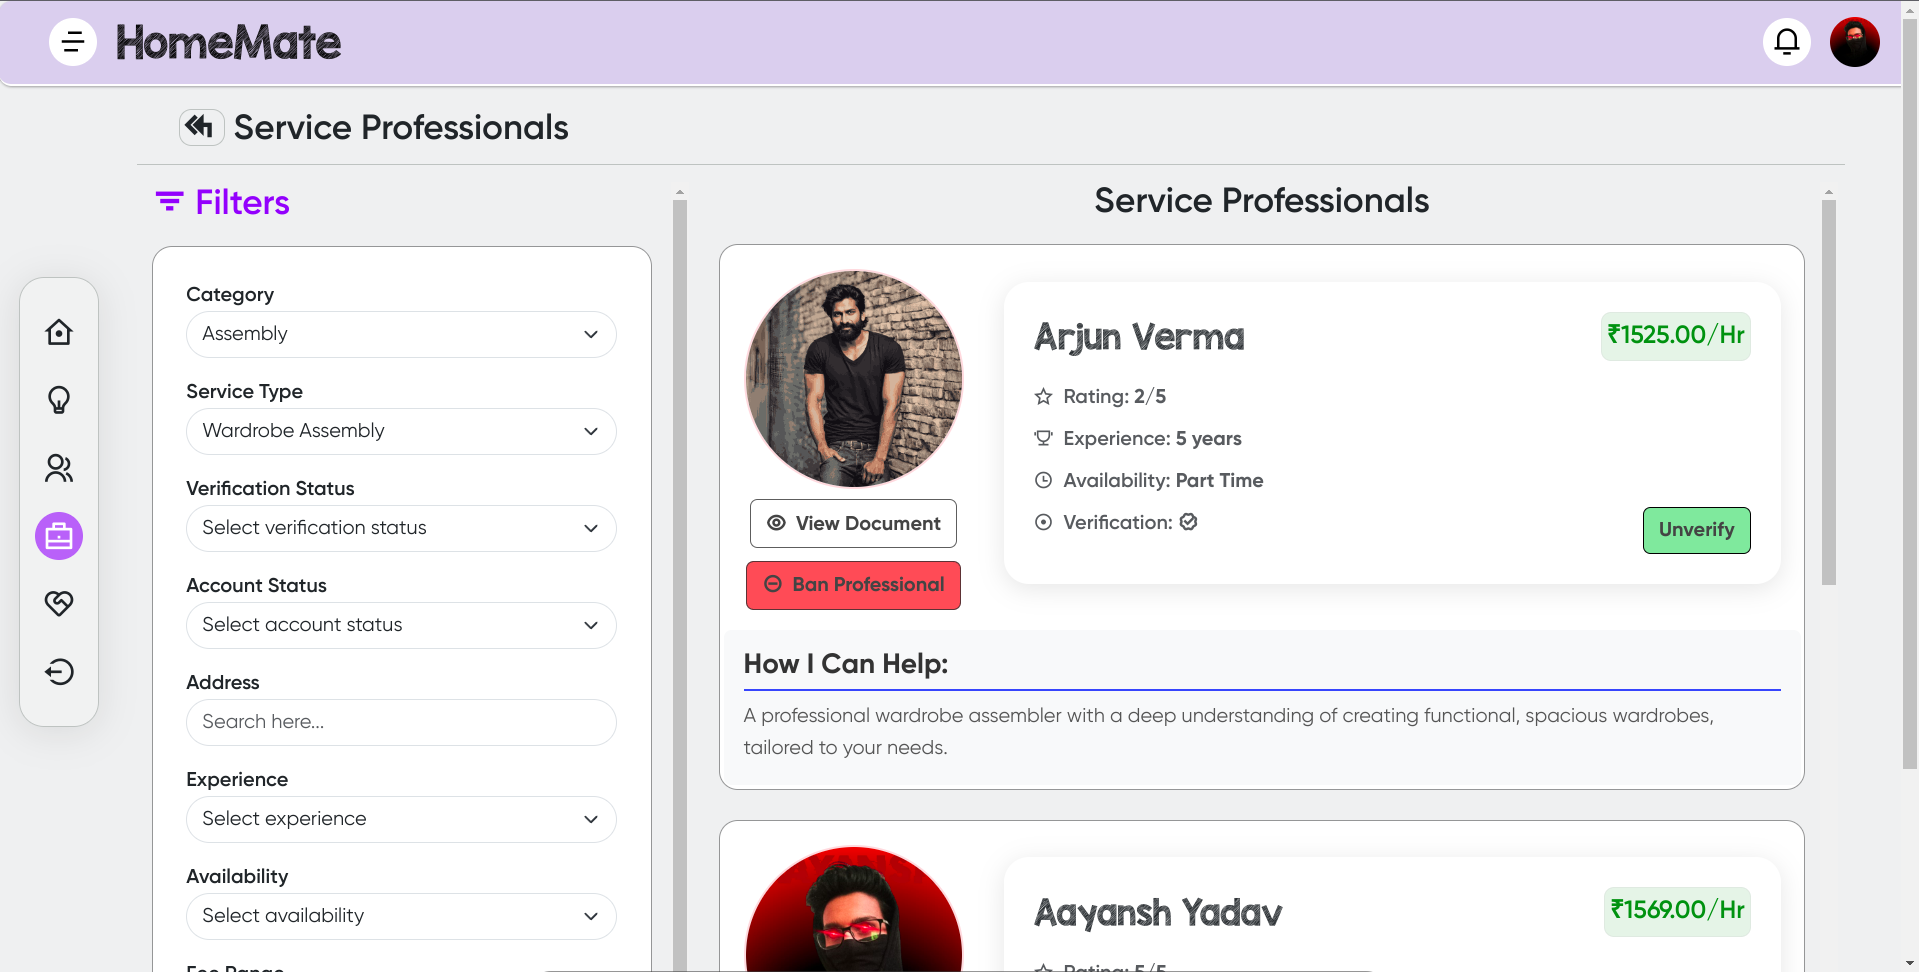 HomeMate
Service Professionals
Filters
Category
Assembly
Service Type
Wardrobe Assembly
Verification Status
Select verification status
Account Status
Select account status
Address
Search here...
Experience
Select experience
Availability
Select availability
Fee Range
Service Professionals
Arjun Verma
₹1525.00/Hr
Rating: 2/5
Experience: 5 years
Availability: Part Time
Verification:
Unverify
View Document
Ban Professional
How I Can Help:
A professional wardrobe assembler with a deep understanding of creating functional, spacious wardrobes,
tailored to your needs.
Aayansh Yadav
₹1569.00/Hr
Rating: 5/5